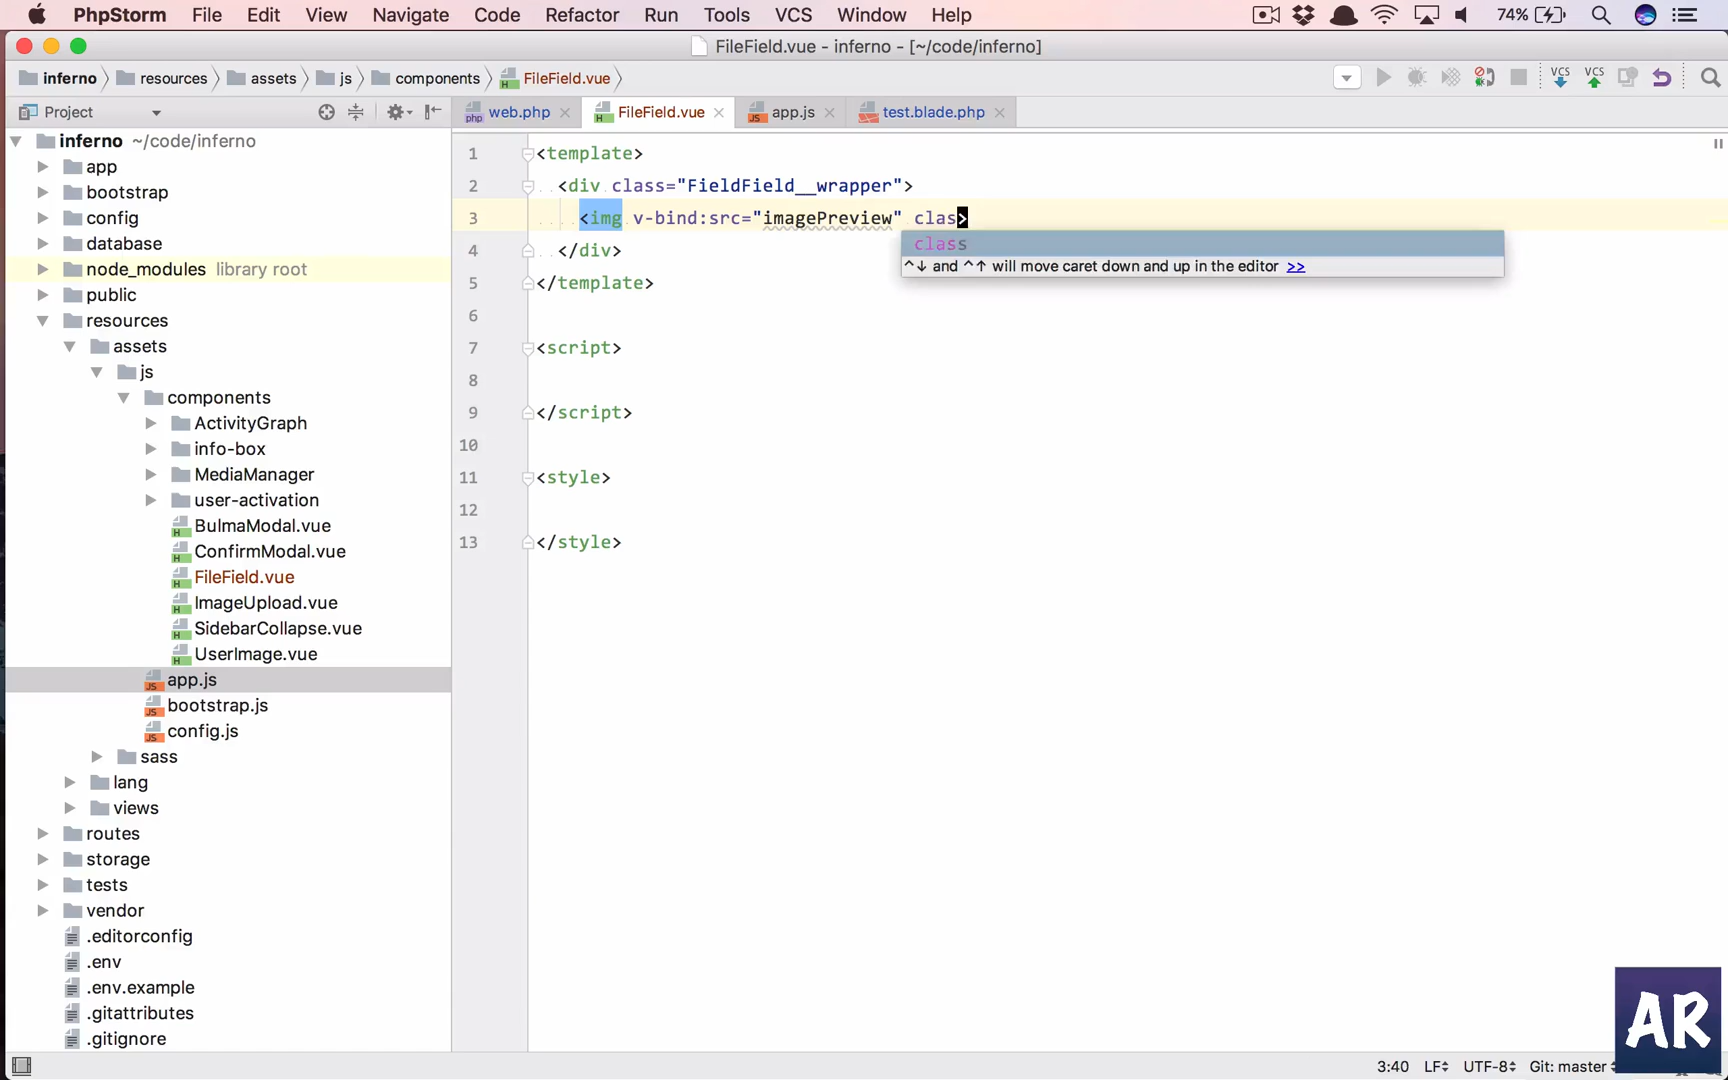 PhpStorm File Edit View Navigate Code Refactor Run Tools VCS Window Help 74%
FileField.vue - inferno - [~/code/inferno]
inferno resources assets js components FileField.vue VCS VCS
Project web.php FileField.vue app.js test.blade.php
inferno ~/code/inferno
app
bootstrap
config
database
node_modules library root
public
resources
assets
js
components
ActivityGraph
info-box
MediaManager
user-activation
BulmaModal.vue
ConfirmModal.vue
FileField.vue
ImageUpload.vue
SidebarCollapse.vue
UserImage.vue
app.js
bootstrap.js
config.js
sass
lang
views
routes
storage
tests
vendor
.editorconfig
.env
.env.example
.gitattributes
.gitignore
1 <template>
2 <div class="FieldField__wrapper">
3 <img v-bind:src="imagePreview" clas>
class
^↓ and ^↑ will move caret down and up in the editor >>
4 </div>
5 </template>
6
7 <script>
8
9 </script>
10
11 <style>
12
13 </style>
AR
3:40 LF UTF-8 Git: master